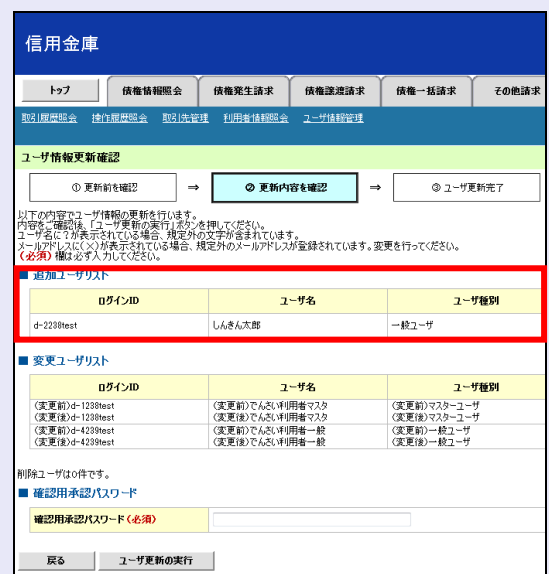 信用金庫
トップ 債権情報照会 債権発生請求 債権譲渡請求 債権一括請求 その他請求
取引履歴照会 操作履歴照会 取引先管理 利用者情報照会 ユーザ情報管理
ユーザ情報更新確認
① 更新前を確認 ⇒ ② 更新内容を確認 ⇒ ③ ユーザ更新完了
以下の内容でユーザ情報の更新を行います。
内容をご確認後、「ユーザ更新の実行」ボタンを押してください。
ユーザ名に?が表示されている場合、規定外の文字が含まれています。
メールアドレスに(×)が表示されている場合、規定外のメールアドレスが登録されています。変更を行ってください。
(必須)欄は必ず入力してください。
■ 追加ユーザリスト
ログインID ユーザ名 ユーザ種別
d-2238test しんきん太郎 一般ユーザ
■ 変更ユーザリスト
ログインID ユーザ名 ユーザ種別
(変更前)d-1238test (変更前)でんさい利用者マスタ (変更前)マスターユーザ
(変更後)d-1238test (変更後)でんさい利用者マスタ (変更後)マスターユーザ
(変更前)d-4239test (変更前)でんさい利用者一般 (変更前)一般ユーザ
(変更後)d-4239test (変更後)でんさい利用者一般 (変更後)一般ユーザ
削除ユーザは0件です。
■ 確認用承認パスワード
確認用承認パスワード(必須)
戻る ユーザ更新の実行